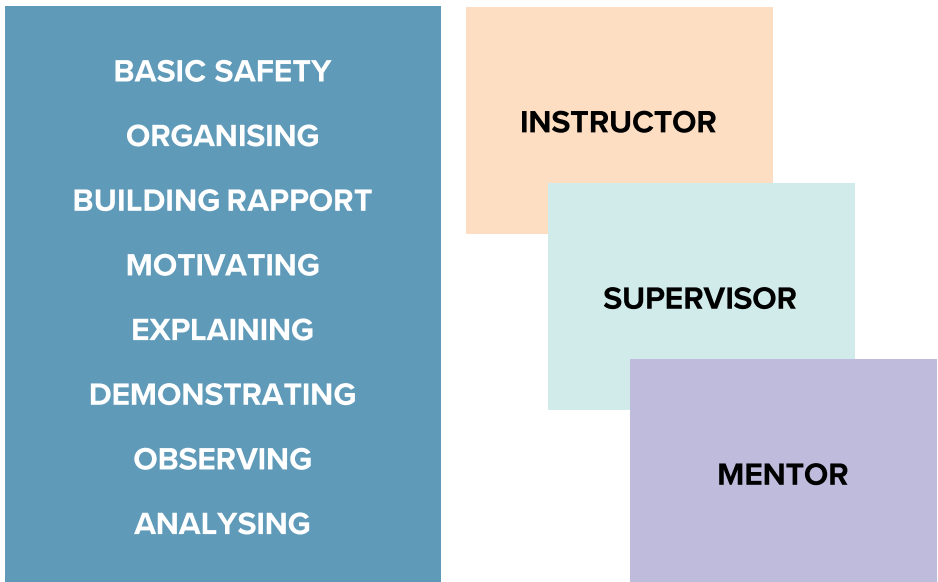 BASIC SAFETY
ORGANISING
BUILDING RAPPORT
MOTIVATING
EXPLAINING
DEMONSTRATING
OBSERVING
ANALYSING
INSTRUCTOR
SUPERVISOR
MENTOR